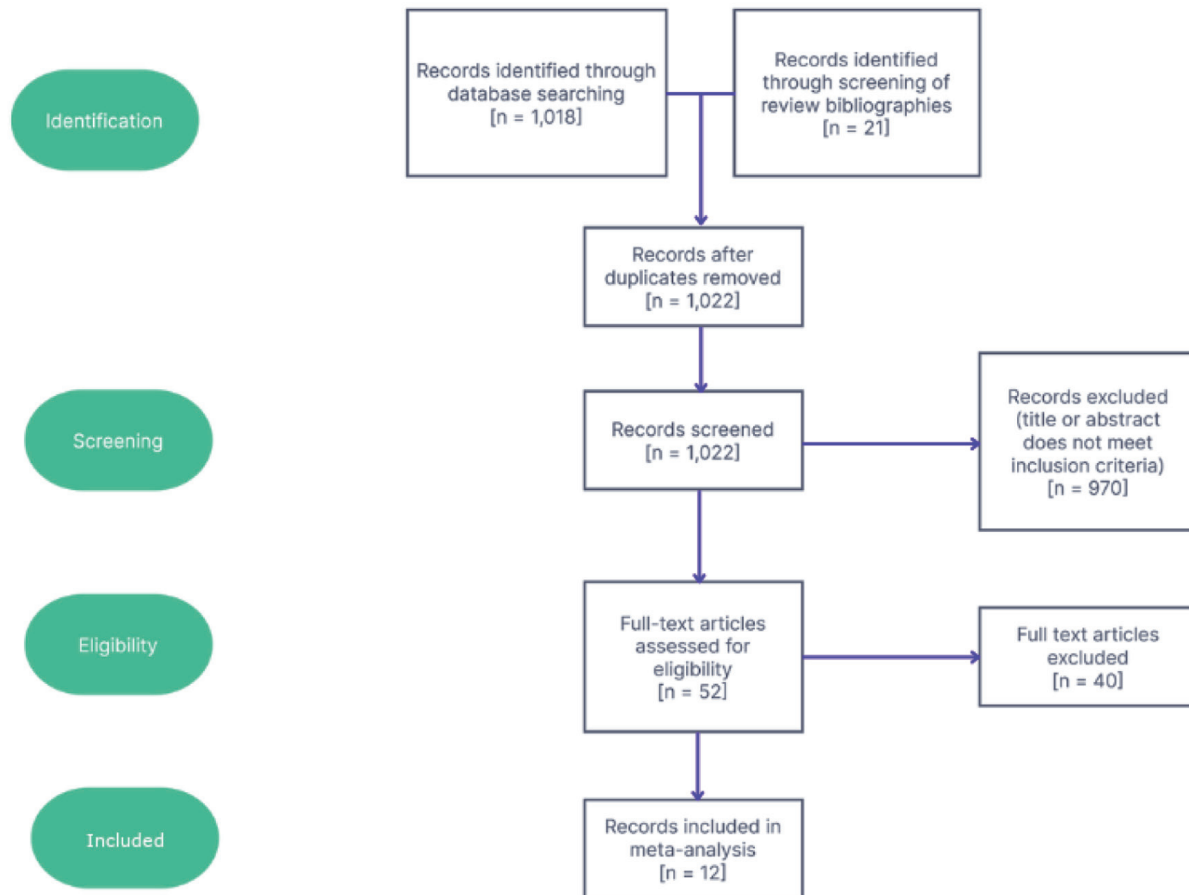 Identification
Records identified through
database searching
[n = 1,018]
Records identified
through screening of
review bibliographies
[n = 21]
Records after
duplicates removed
[n = 1,022]
Screening
Records screened
[n = 1,022]
Records excluded
(title or abstract
does not meet
inclusion criteria)
[n = 970]
Eligibility
Full-text articles
assessed for
eligibility
[n = 52]
Full text articles
excluded
[n = 40]
Included
Records included in
meta-analysis
[n = 12]